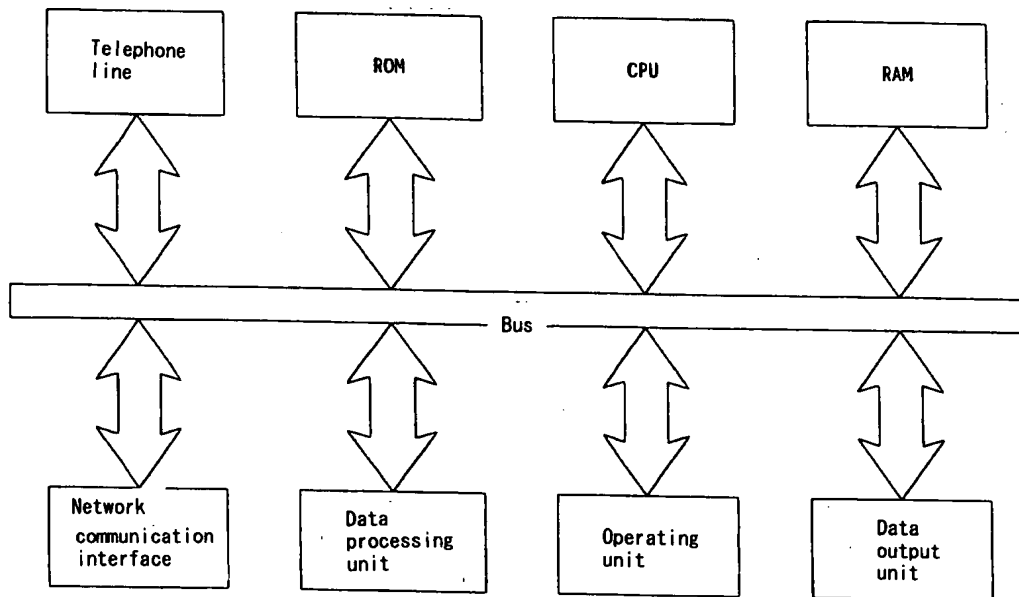 Telephone
line
ROM
CPU
RAM
Bus
Network
communication
interface
Data
processing
unit
Operating
unit
Data
output
unit